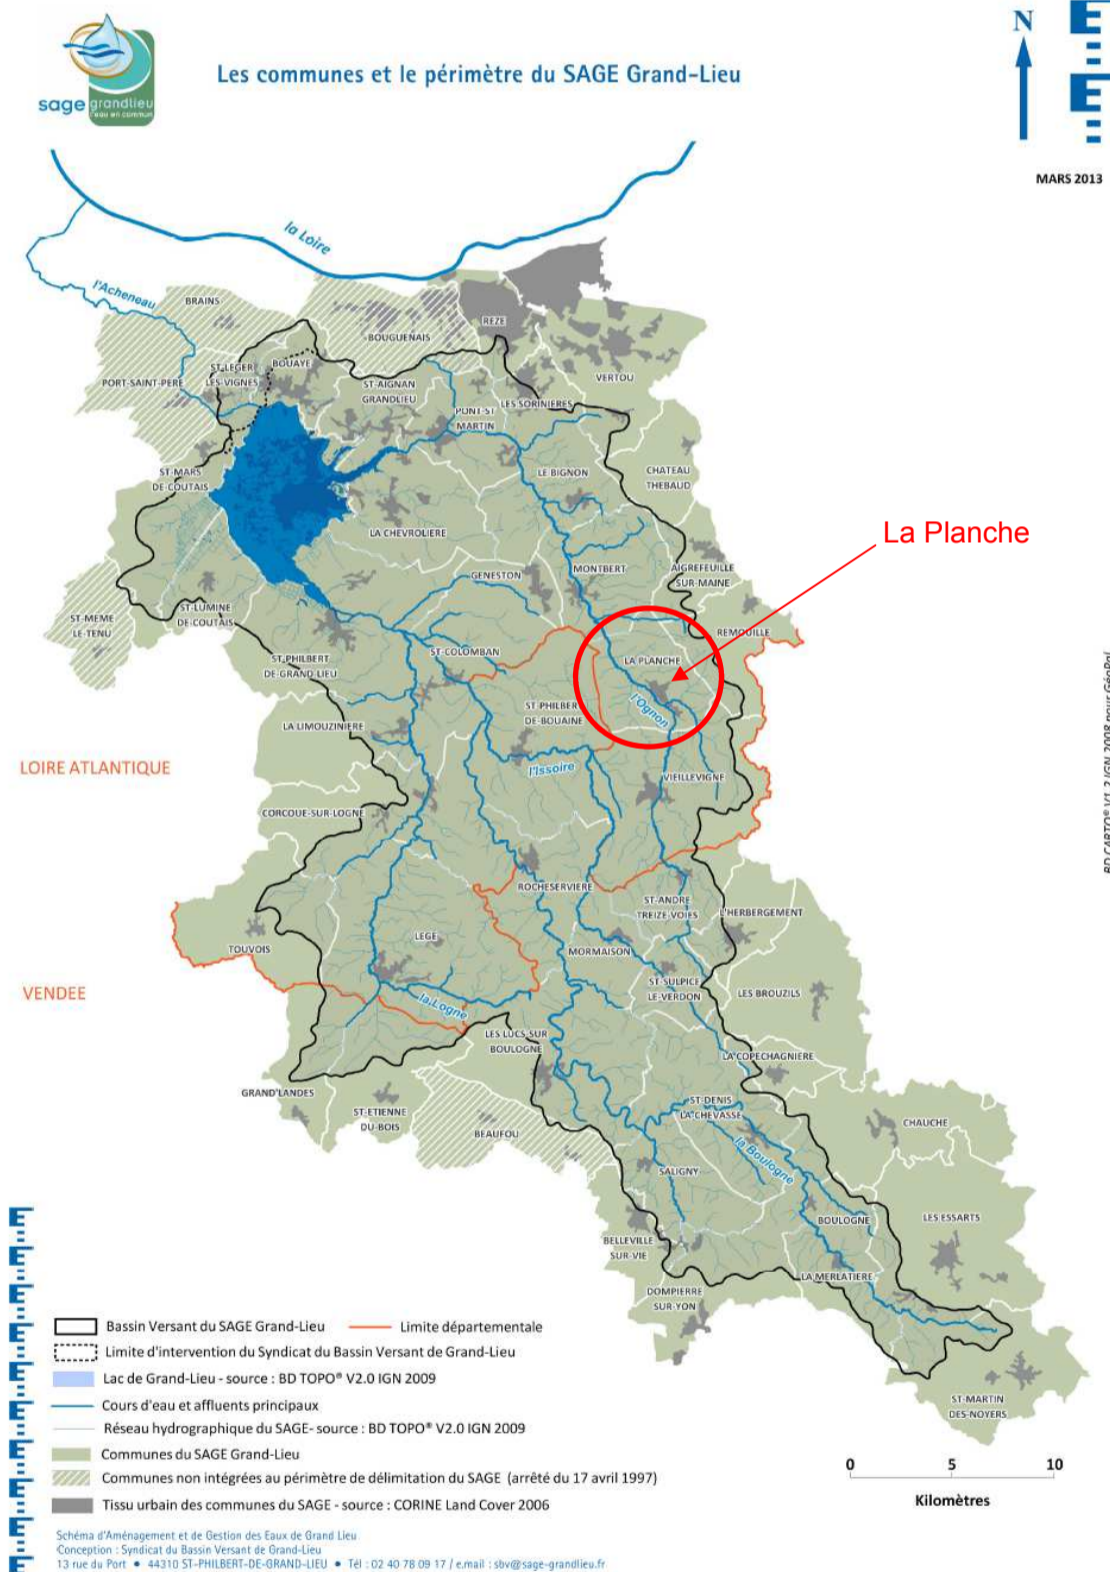 Les communes et le périmètre du SAGE Grand-Lieu
sage grandlieu
l'eau en commun
N
MARS 2013
la Loire
l'Acheneau
BRAINS
BOUGUENAIS
REZE
PORT-SAINT-PERE
ST-LEGER
LES-VIGNES
BOUAYE
ST-AIGNAN
GRANDLIEU
PONT-ST
MARTIN
LES SORINIERES
VERTOU
ST-MARS
DE-COUTAIS
LE-BIGNON
CHATEAU
THEBAUD
LA CHEVROLIERE
La Planche
GENESTON
MONTBERT
AIGREFEUILLE
SUR-MAINE
ST-MEME
LE-TENU
ST-LUMINE
DE-COUTAIS
REMOUILLE
ST-PHILBERT
DE-GRAND-LIEU
ST-COLOMBAN
LA PLANCHE
l'Ognon
LA LIMOUZINIERE
ST-PHILBERT
DE-BOUAINE
LOIRE ATLANTIQUE
l'Issoire
VIEILLEVIGNE
CORCOUE-SUR-LOGNE
ROCHESERVIERE
ST-ANDRE
TREIZE-VOIES
L'HERBERGEMENT
TOUVOIS
LEGE
MORMAISON
VENDEE
ST-SULPICE
LE-VERDON
LES BROUZILS
la Logne
LES LUCS-SUR
BOULOGNE
LA COPECHAGNIERE
GRAND'LANDES
ST-ETIENNE
DU-BOIS
BEAUFOU
ST-DENIS
LA-CHEVASSE
CHAUCHE
la Boulogne
SALIGNY
BOULOGNE
LES ESSARTS
BELLEVILLE
SUR-VIE
LA MERLATIERE
DOMPIERRE
SUR-YON
ST-MARTIN
DES-NOYERS
BD CARTO® V1.2 IGN 2008 pour GéoPal
Bassin Versant du SAGE Grand-Lieu
Limite départementale
Limite d'intervention du Syndicat du Bassin Versant de Grand-Lieu
Lac de Grand-Lieu - source : BD TOPO® V2.0 IGN 2009
Cours d'eau et affluents principaux
Réseau hydrographique du SAGE- source : BD TOPO® V2.0 IGN 2009
Communes du SAGE Grand-Lieu
Communes non intégrées au périmètre de délimitation du SAGE (arrêté du 17 avril 1997)
Tissu urbain des communes du SAGE - source : CORINE Land Cover 2006
0 5 10
Kilomètres
Schéma d'Aménagement et de Gestion des Eaux de Grand Lieu
Conception : Syndicat du Bassin Versant de Grand-Lieu
13 rue du Port • 44310 ST-PHILBERT-DE-GRAND-LIEU • Tél : 02 40 78 09 17 / e.mail : sbv@sage-grandlieu.fr